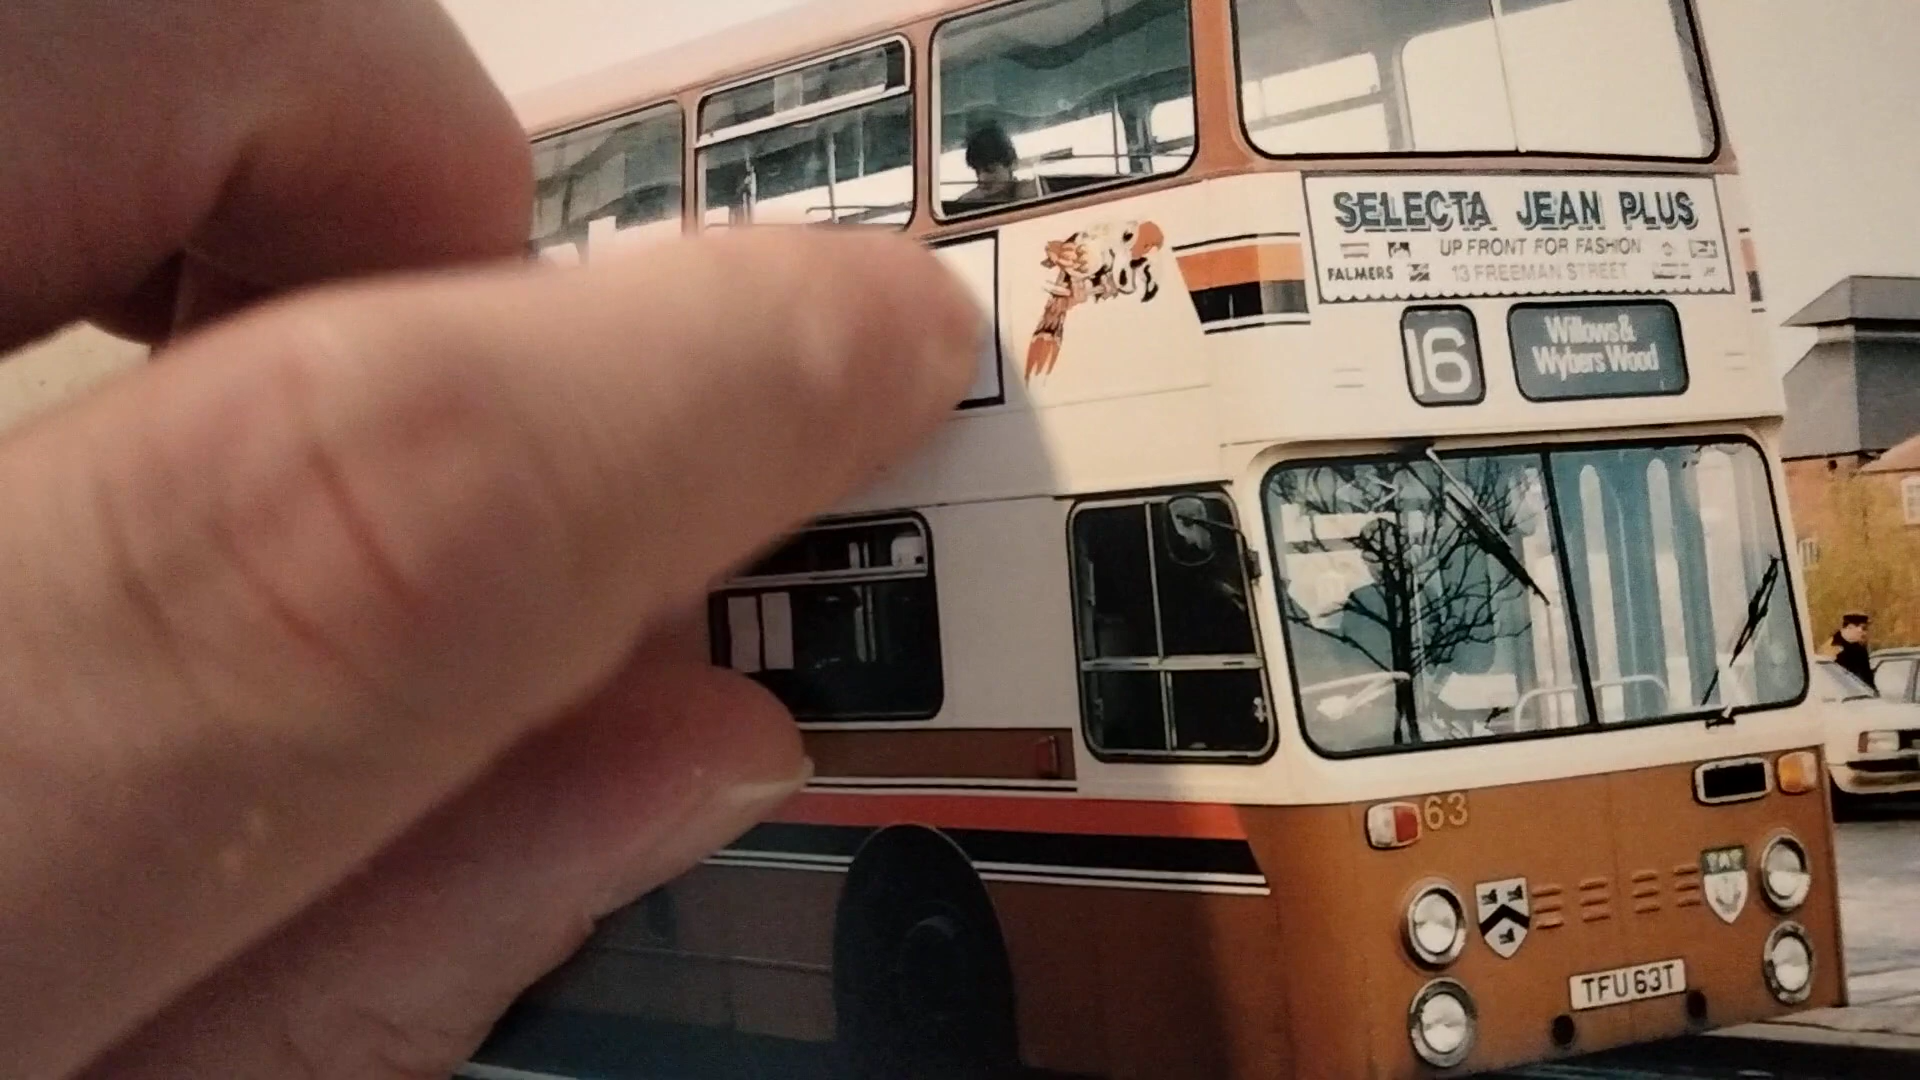 SELECTA JEAN PLUS
UP FRONT FOR FASHION
FALMERS 13 FREEMAN STREET
16
Willows&
Wybers Wood
63
TFU 63T